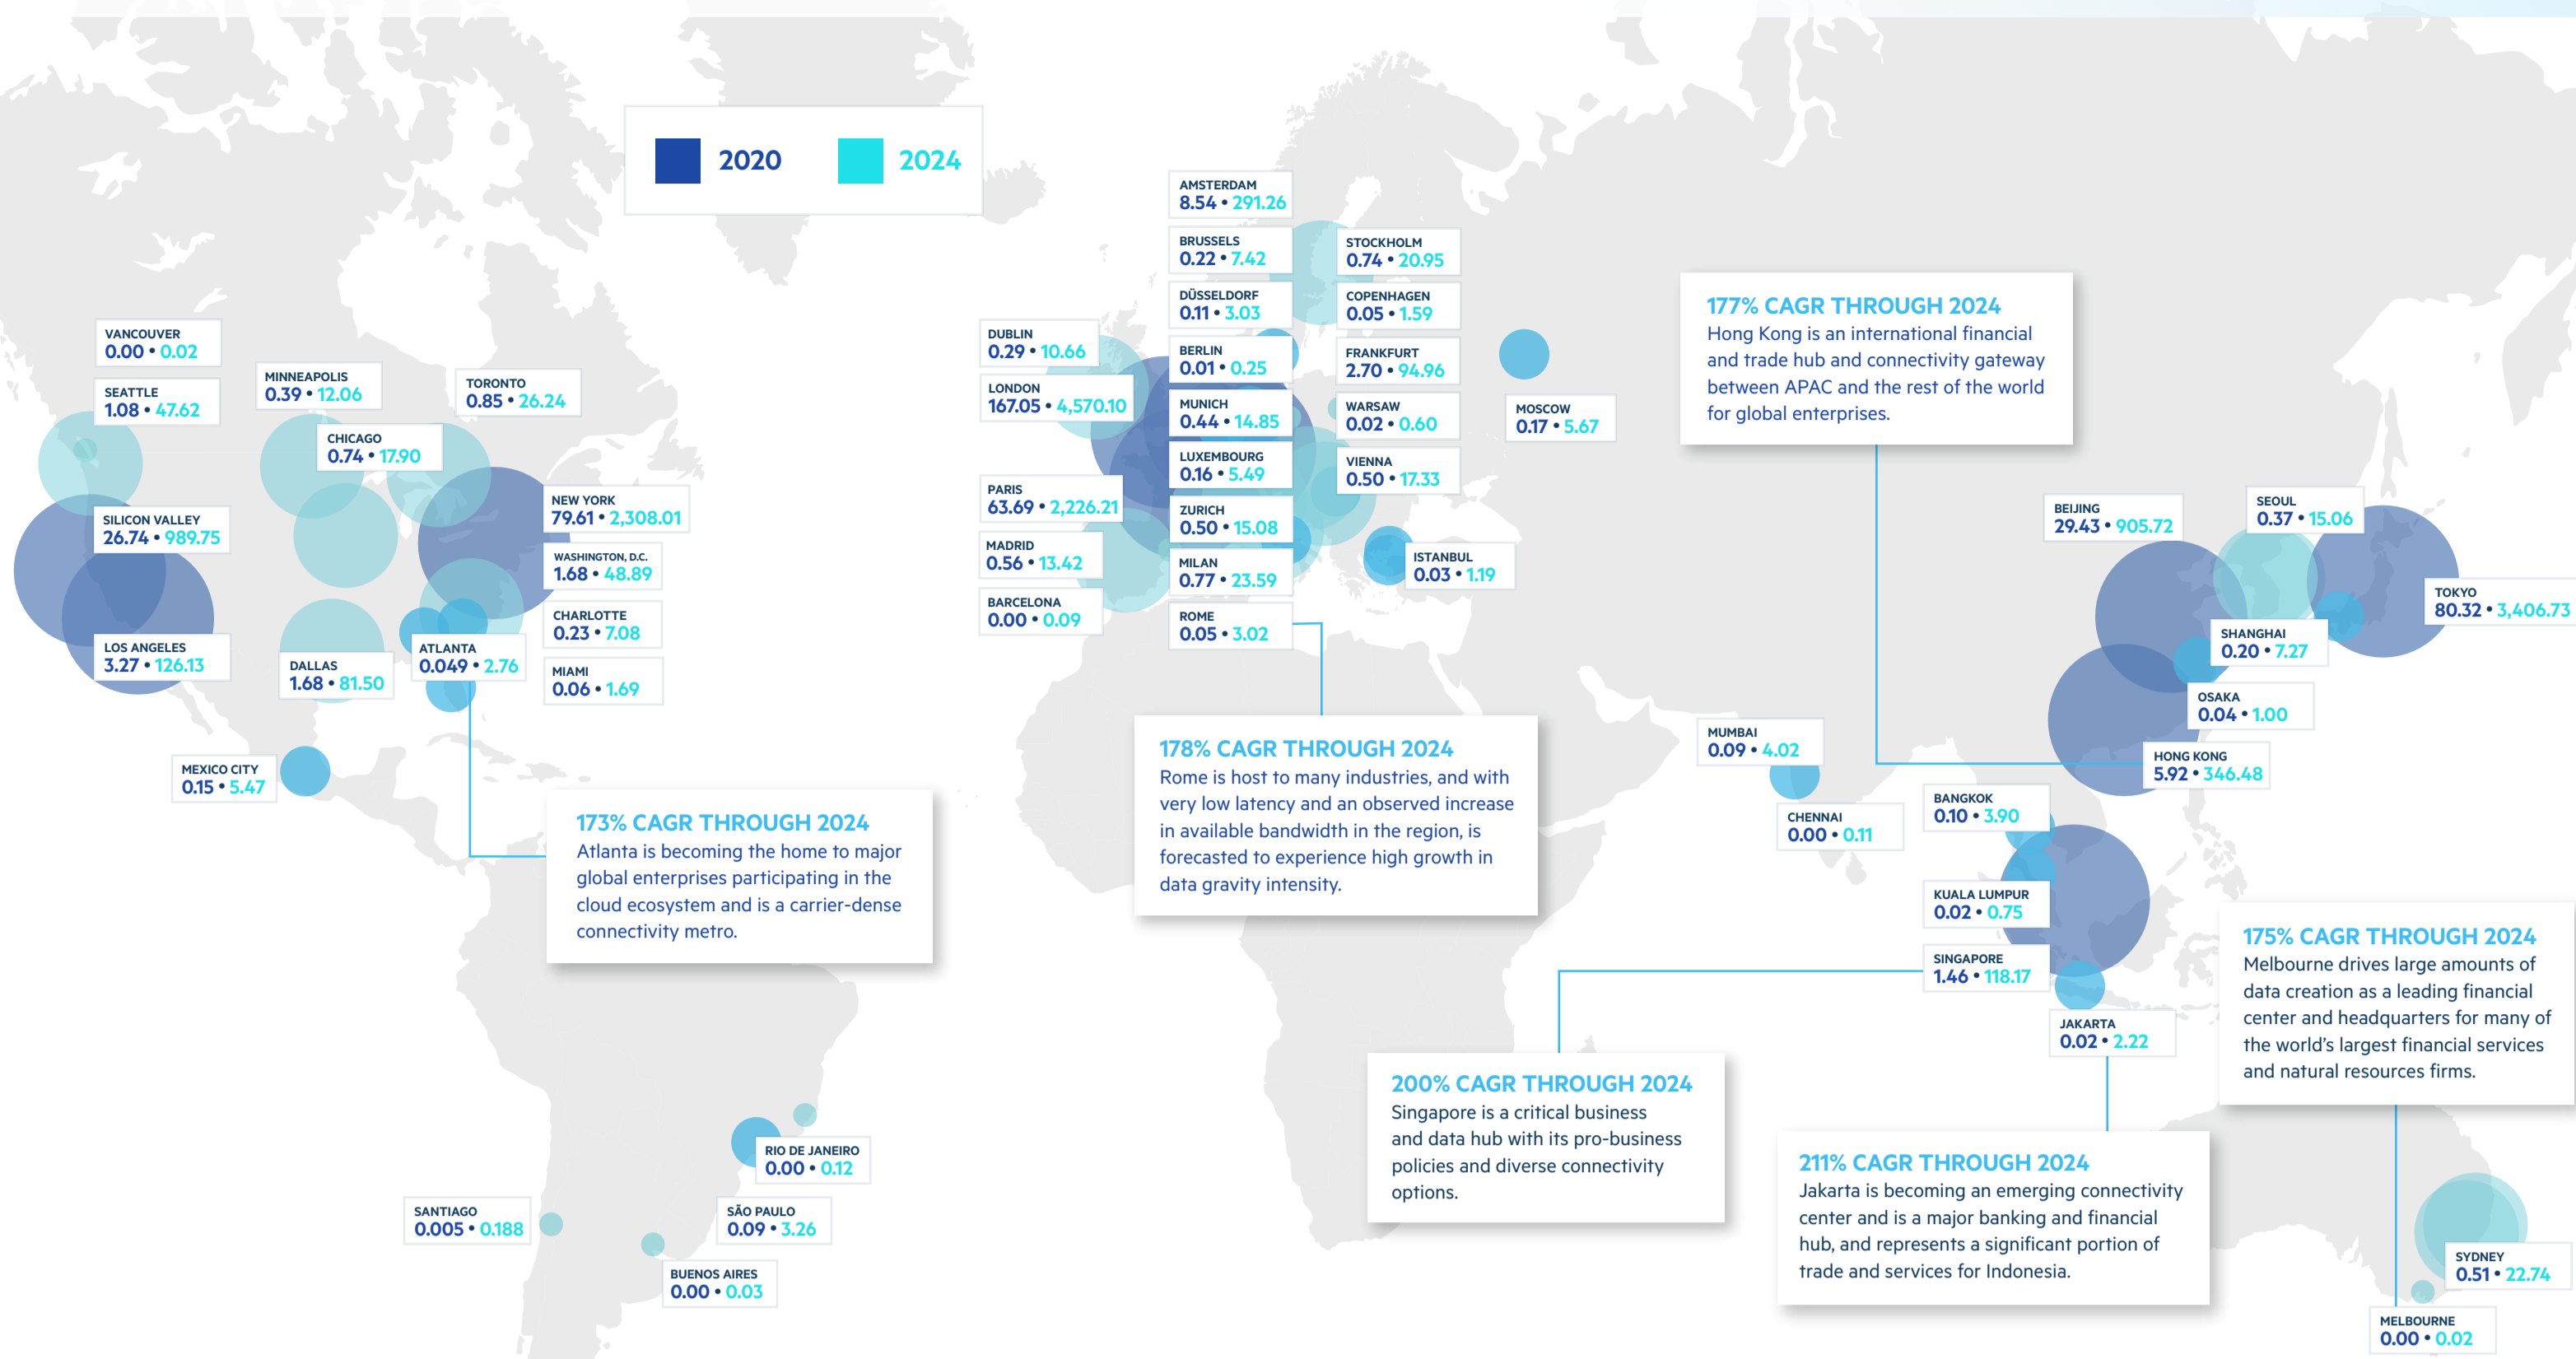 2020
2024
VANCOUVER
0.00 • 0.02
SEATTLE
1.08 • 47.62
MINNEAPOLIS
0.39 • 12.06
TORONTO
0.85 • 26.24
CHICAGO
0.74 • 17.90
SILICON VALLEY
26.74 • 989.75
NEW YORK
79.61 • 2,308.01
WASHINGTON, D.C.
1.68 • 48.89
LOS ANGELES
3.27 • 126.13
DALLAS
1.68 • 81.50
ATLANTA
0.049 • 2.76
CHARLOTTE
0.23 • 7.08
MIAMI
0.06 • 1.69
MEXICO CITY
0.15 • 5.47
173% CAGR THROUGH 2024
Atlanta is becoming the home to major
global enterprises participating in the
cloud ecosystem and is a carrier-dense
connectivity metro.
RIO DE JANEIRO
0.00 • 0.12
SANTIAGO
0.005 • 0.188
SÃO PAULO
0.09 • 3.26
BUENOS AIRES
0.00 • 0.03
DUBLIN
0.29 • 10.66
LONDON
167.05 • 4,570.10
PARIS
63.69 • 2,226.21
MADRID
0.56 • 13.42
BARCELONA
0.00 • 0.09
AMSTERDAM
8.54 • 291.26
BRUSSELS
0.22 • 7.42
DÜSSELDORF
0.11 • 3.03
BERLIN
0.01 • 0.25
MUNICH
0.44 • 14.85
LUXEMBOURG
0.16 • 5.49
ZURICH
0.50 • 15.08
MILAN
0.77 • 23.59
ROME
0.05 • 3.02
STOCKHOLM
0.74 • 20.95
COPENHAGEN
0.05 • 1.59
FRANKFURT
2.70 • 94.96
WARSAW
0.02 • 0.60
VIENNA
0.50 • 17.33
MOSCOW
0.17 • 5.67
ISTANBUL
0.03 • 1.19
178% CAGR THROUGH 2024
Rome is host to many industries, and with
very low latency and an observed increase
in available bandwidth in the region, is
forecasted to experience high growth in
data gravity intensity.
177% CAGR THROUGH 2024
Hong Kong is an international financial
and trade hub and connectivity gateway
between APAC and the rest of the world
for global enterprises.
BEIJING
29.43 • 905.72
SEOUL
0.37 • 15.06
TOKYO
80.32 • 3,406.73
SHANGHAI
0.20 • 7.27
OSAKA
0.04 • 1.00
HONG KONG
5.92 • 346.48
MUMBAI
0.09 • 4.02
CHENNAI
0.00 • 0.11
BANGKOK
0.10 • 3.90
KUALA LUMPUR
0.02 • 0.75
SINGAPORE
1.46 • 118.17
JAKARTA
0.02 • 2.22
200% CAGR THROUGH 2024
Singapore is a critical business
and data hub with its pro-business
policies and diverse connectivity
options.
211% CAGR THROUGH 2024
Jakarta is becoming an emerging connectivity
center and is a major banking and financial
hub, and represents a significant portion of
trade and services for Indonesia.
175% CAGR THROUGH 2024
Melbourne drives large amounts of
data creation as a leading financial
center and headquarters for many of
the world's largest financial services
and natural resources firms.
SYDNEY
0.51 • 22.74
MELBOURNE
0.00 • 0.02